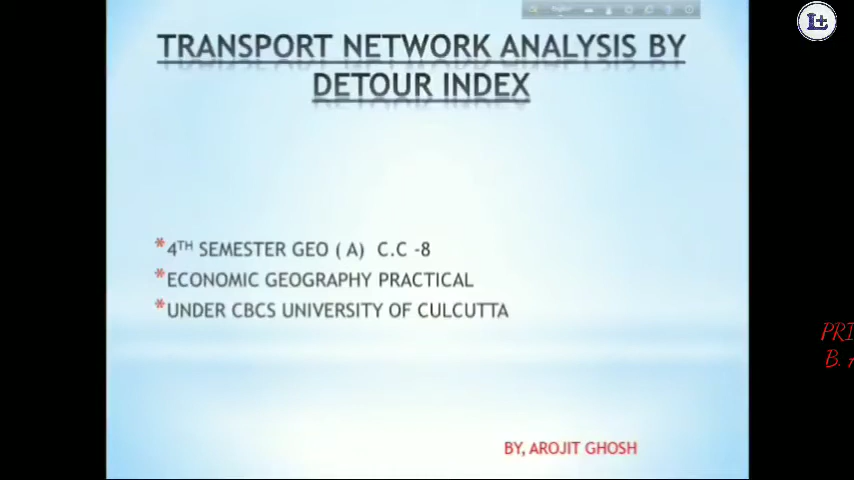 L+
TRANSPORT NETWORK ANALYSIS BY
DETOUR INDEX
*4TH SEMESTER GEO ( A) C.C -8
*ECONOMIC GEOGRAPHY PRACTICAL
*UNDER CBCS UNIVERSITY OF CULCUTTA
PRI
B.
BY, AROJIT GHOSH